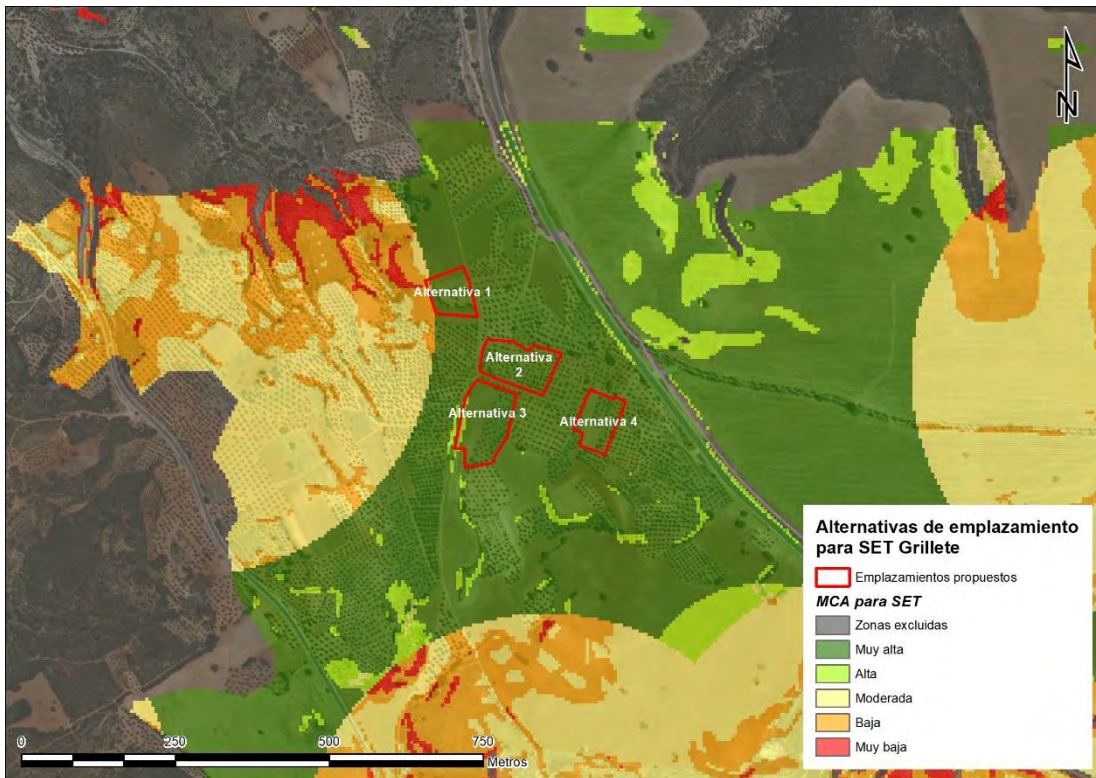 N
Alternativa 1
Alternativa
2
Alternativa 3
Alternativa 4
Alternativas de emplazamiento
para SET Grillete
Emplazamientos propuestos
MCA para SET
Zonas excluidas
Muy alta
Alta
Moderada
Baja
Muy baja
0 250 500 750
Metros